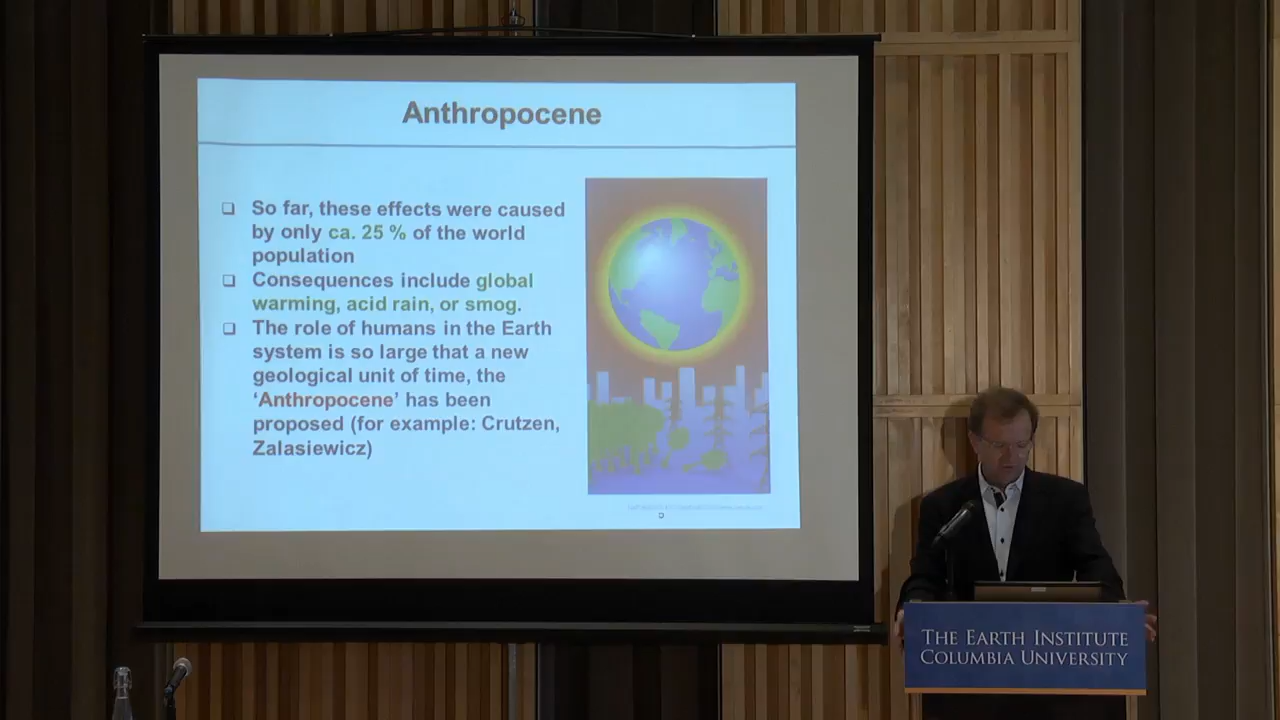 Anthropocene
So far, these effects were caused
by only ca. 25 % of the world
population
Consequences include global
warming, acid rain, or smog.
The role of humans in the Earth
system is so large that a new
geological unit of time, the
‘Anthropocene’ has been
proposed (for example: Crutzen,
Zalasiewicz)
THE EARTH INSTITUTE
COLUMBIA UNIVERSITY